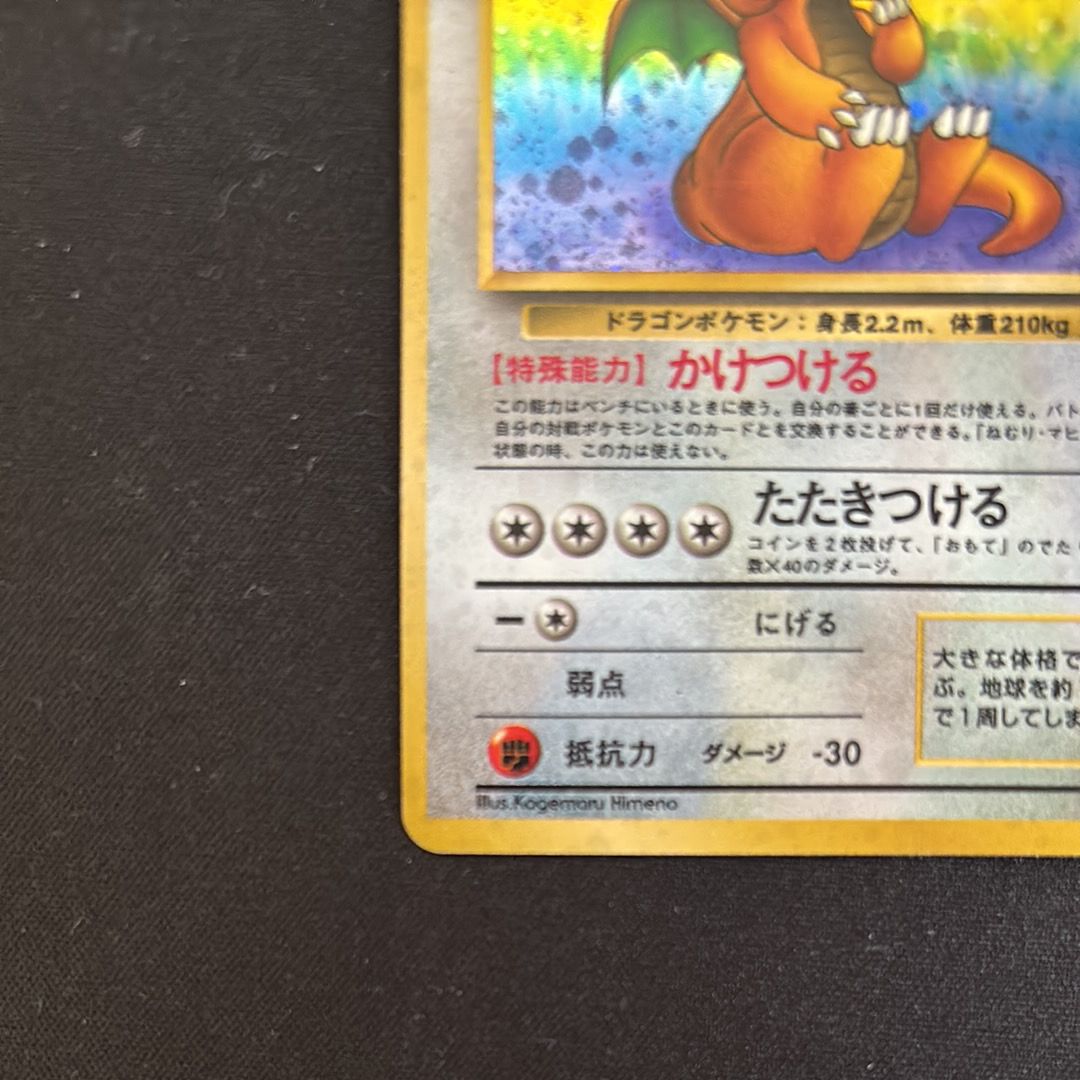 ドラゴンポケモン：身長2.2m、体重210kg
【特殊能力】かけつける
この能力はベンチにいるときに使う。自分の番ごとに1回だけ使える。バト
自分の対戦ポケモンとこのカードとを交換することができる。「ねむり・マヒ
状態の時、この力は使えない。
たたきつける
コインを2枚投げて、「おもて」のでた
数×40のダメージ。
ー にげる
弱点
抵抗力 ダメージ -30
大きな体格で
ぶ。地球を約
で1周してしま
Illus.Kagemaru Himeno